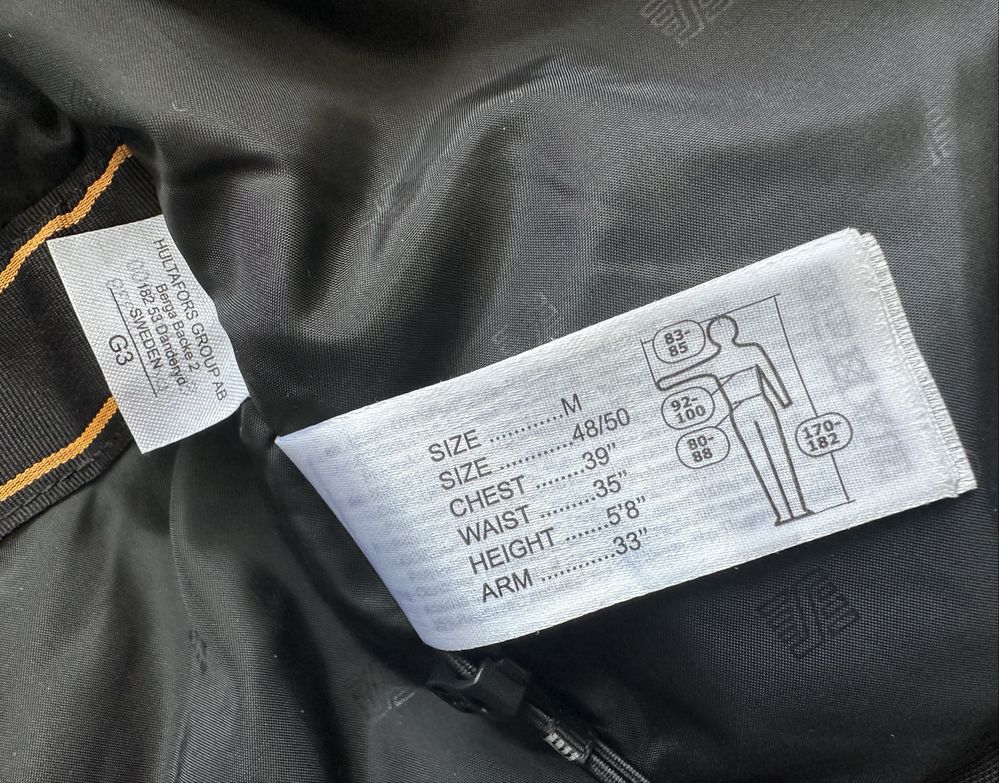 HULTAFORS GROUP AB
Berga Backe 2
182 53 Danderyd
SWEDEN
G3
SIZE ............M
SIZE ...........48/50
CHEST ........39”
WAIST .........35”
HEIGHT .......5’8”
ARM ............33”
83-
85
92-
100
80-
88
170-
182